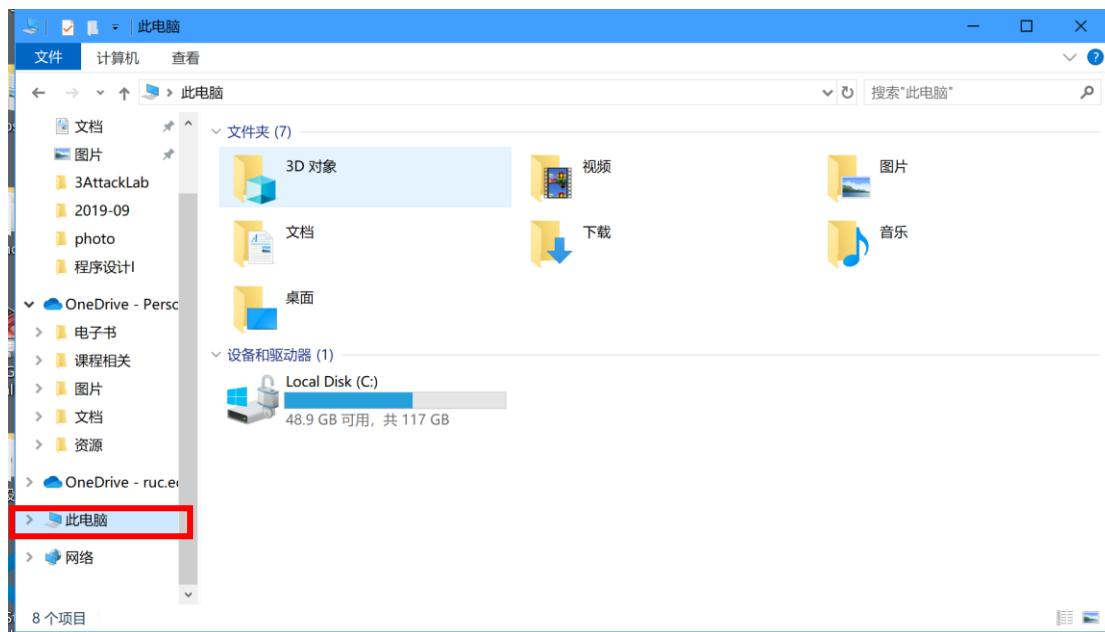 此电脑
文件 计算机 查看
此电脑 搜索"此电脑"
文档
图片
3AttackLab
2019-09
photo
程序设计I
OneDrive - Persc
电子书
课程相关
图片
文档
资源
OneDrive - ruc.e
此电脑
网络
文件夹 (7)
3D 对象 视频 图片
文档 下载 音乐
桌面
设备和驱动器 (1)
Local Disk (C:)
48.9 GB 可用，共 117 GB
8 个项目